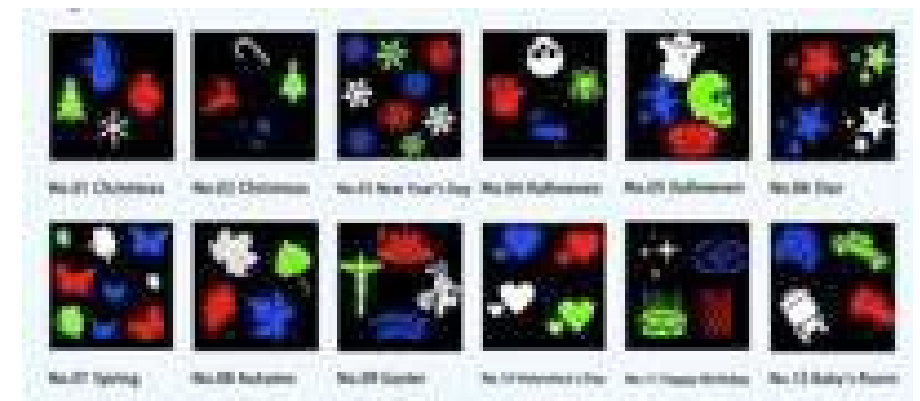 No.01 Christmas
No.02 Christmas
No.03 New Year's Day
No.04 Halloween
No.05 Halloween
No.06 Star
No.07 Spring
No.08 Autumn
No.09 Easter
No.10 Valentine's Day
No.11 Happy Birthday
No.12 Baby's Room